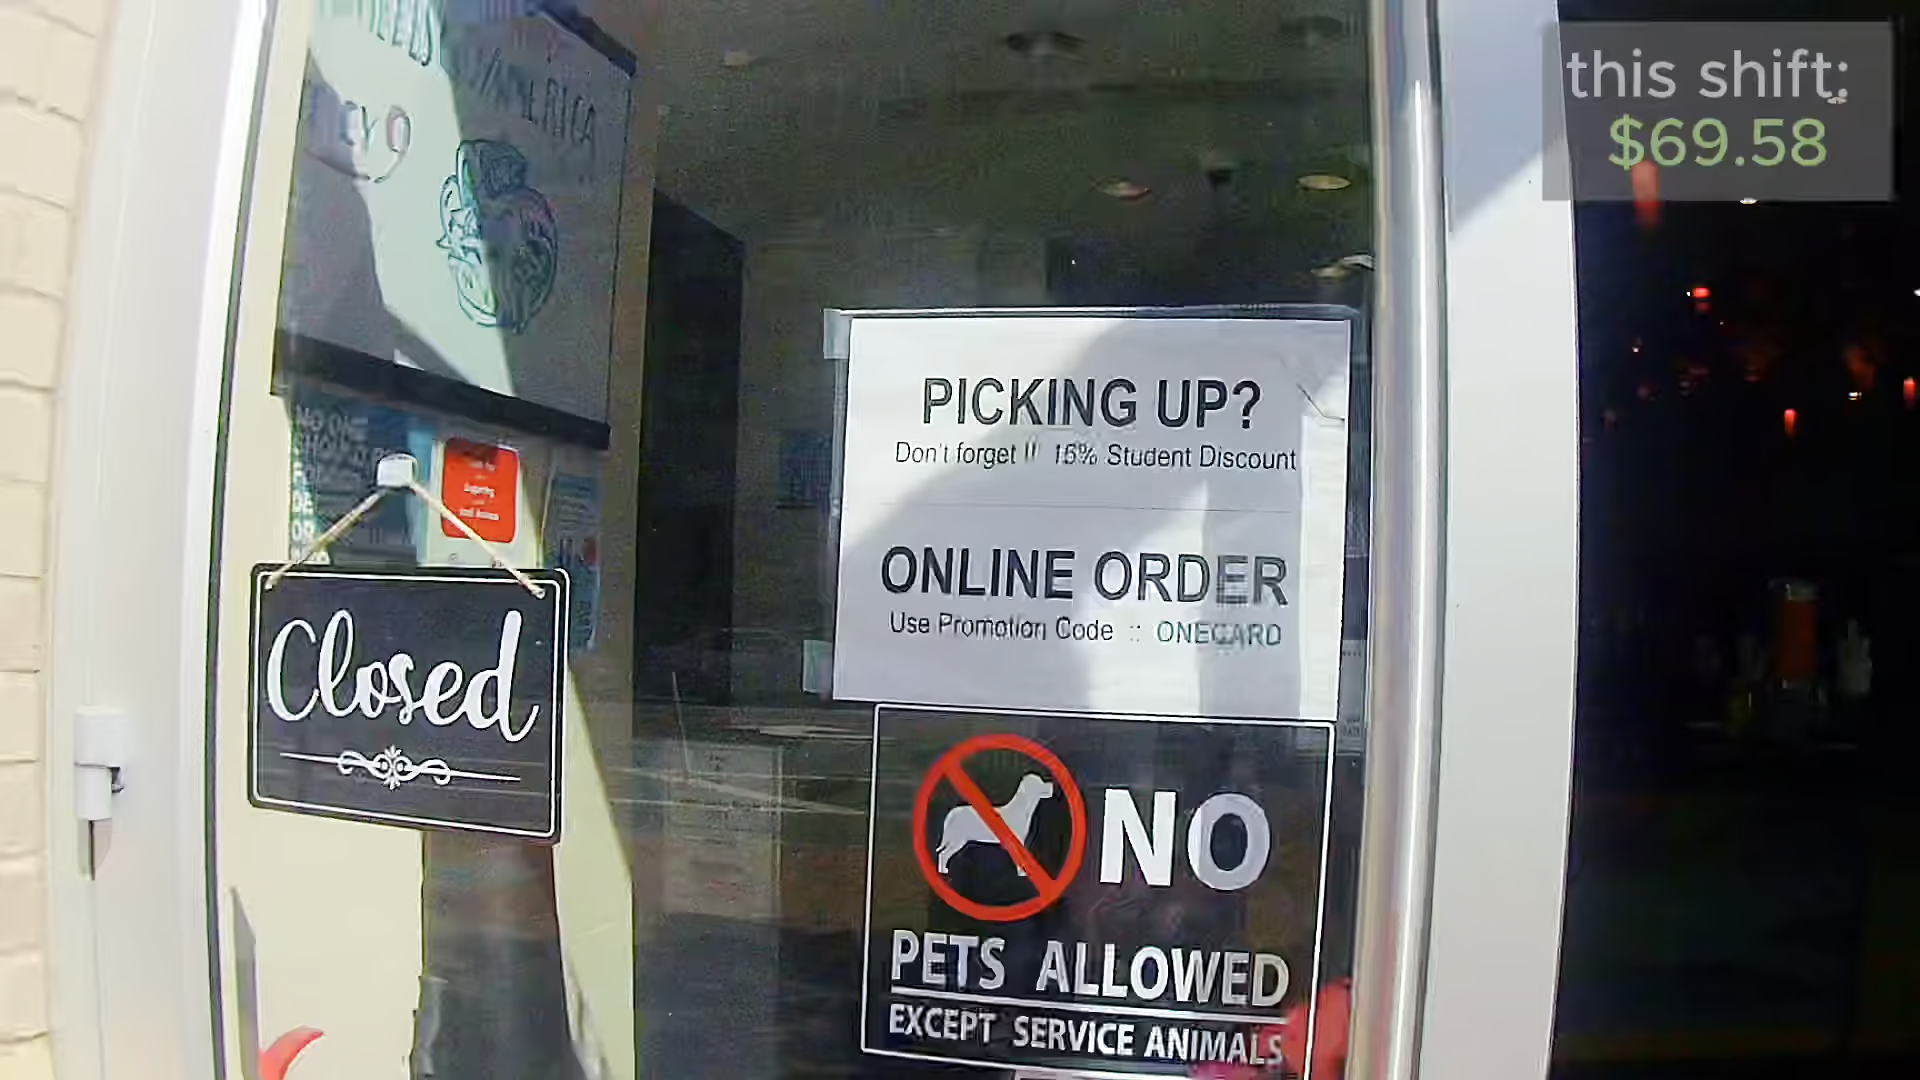 this shift:
$69.58
AMERICA
PICKING UP?
Don't forget !! 15% Student Discount
ONLINE ORDER
Use Promotion Code :: ONECARD
Closed
NO
PETS ALLOWED
EXCEPT SERVICE ANIMALS